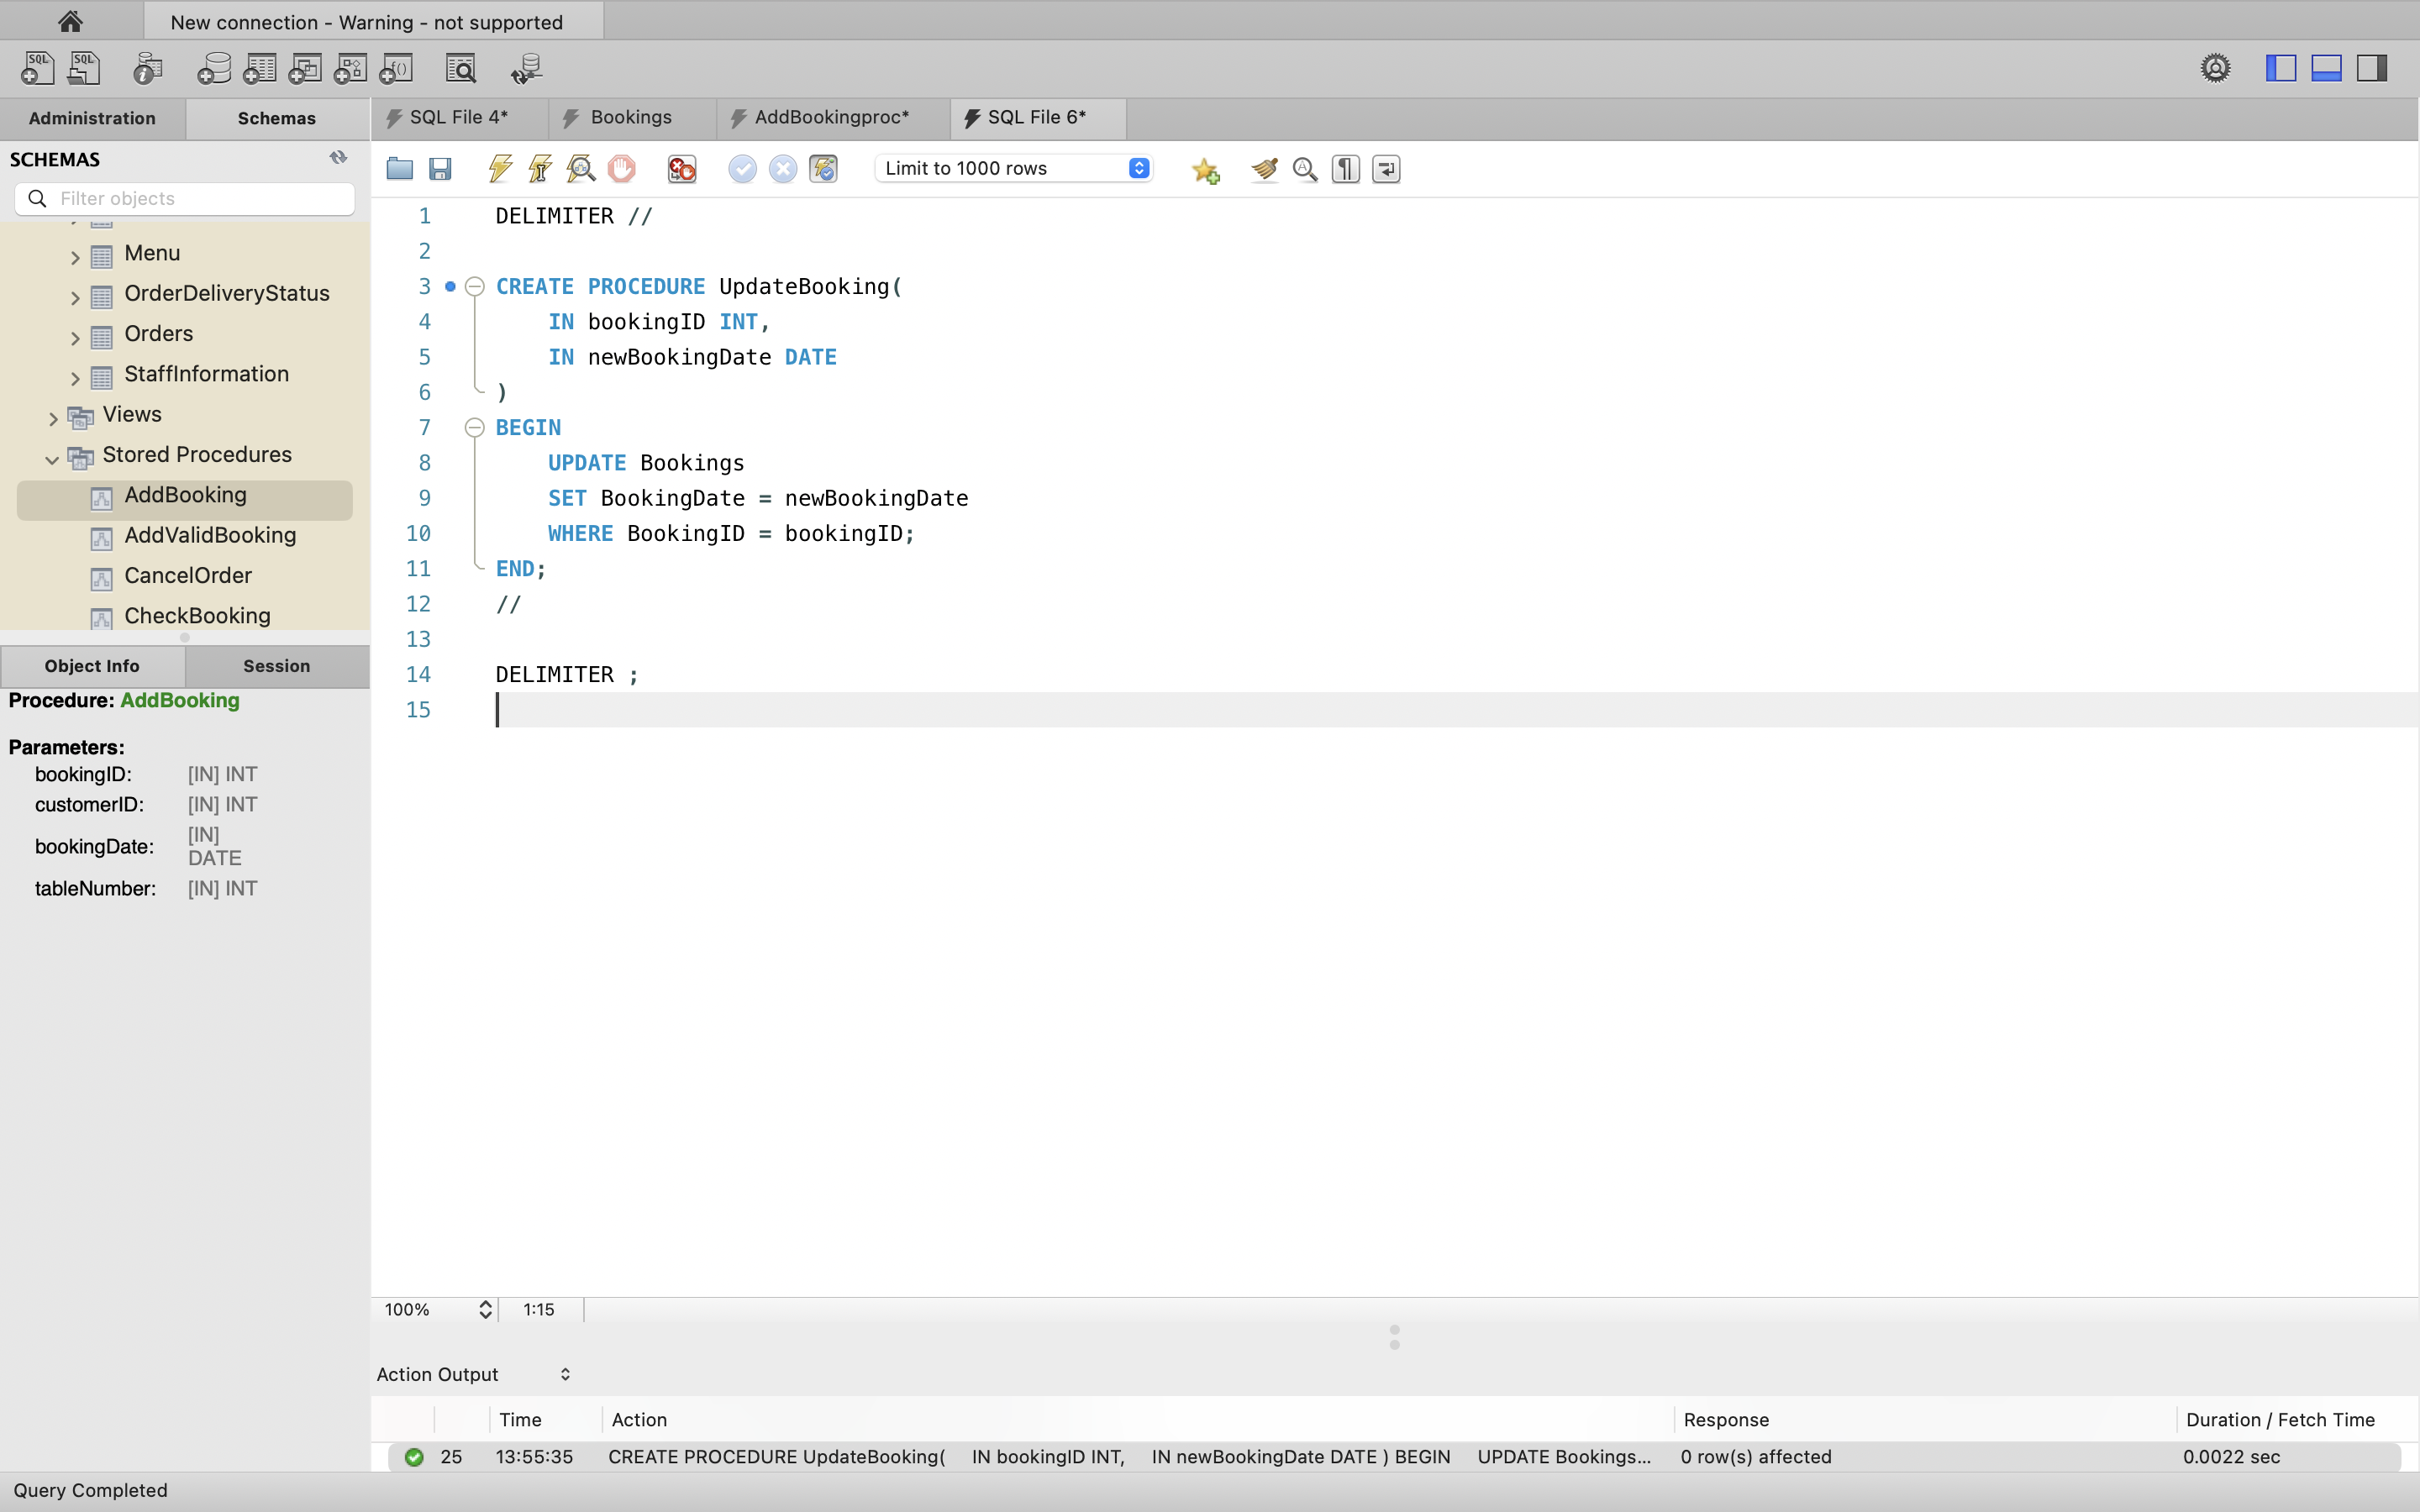 New connection - Warning - not supported
SQL SQL
Administration Schemas
SQL File 4* Bookings AddBookingproc* SQL File 6*
SCHEMAS
Filter objects
Limit to 1000 rows
Menu
OrderDeliveryStatus
Orders
StaffInformation
Views
Stored Procedures
AddBooking
AddValidBooking
CancelOrder
CheckBooking
Object Info Session
Procedure: AddBooking
Parameters:
bookingID: [IN] INT
customerID: [IN] INT
bookingDate: [IN] DATE
tableNumber: [IN] INT
1 DELIMITER //
2
3 CREATE PROCEDURE UpdateBooking(
4 IN bookingID INT,
5 IN newBookingDate DATE
6 )
7 BEGIN
8 UPDATE Bookings
9 SET BookingDate = newBookingDate
10 WHERE BookingID = bookingID;
11 END;
12 //
13
14 DELIMITER ;
15
100% 1:15
Action Output
Time Action Response Duration / Fetch Time
25 13:55:35 CREATE PROCEDURE UpdateBooking( IN bookingID INT, IN newBookingDate DATE ) BEGIN UPDATE Bookings... 0 row(s) affected 0.0022 sec
Query Completed